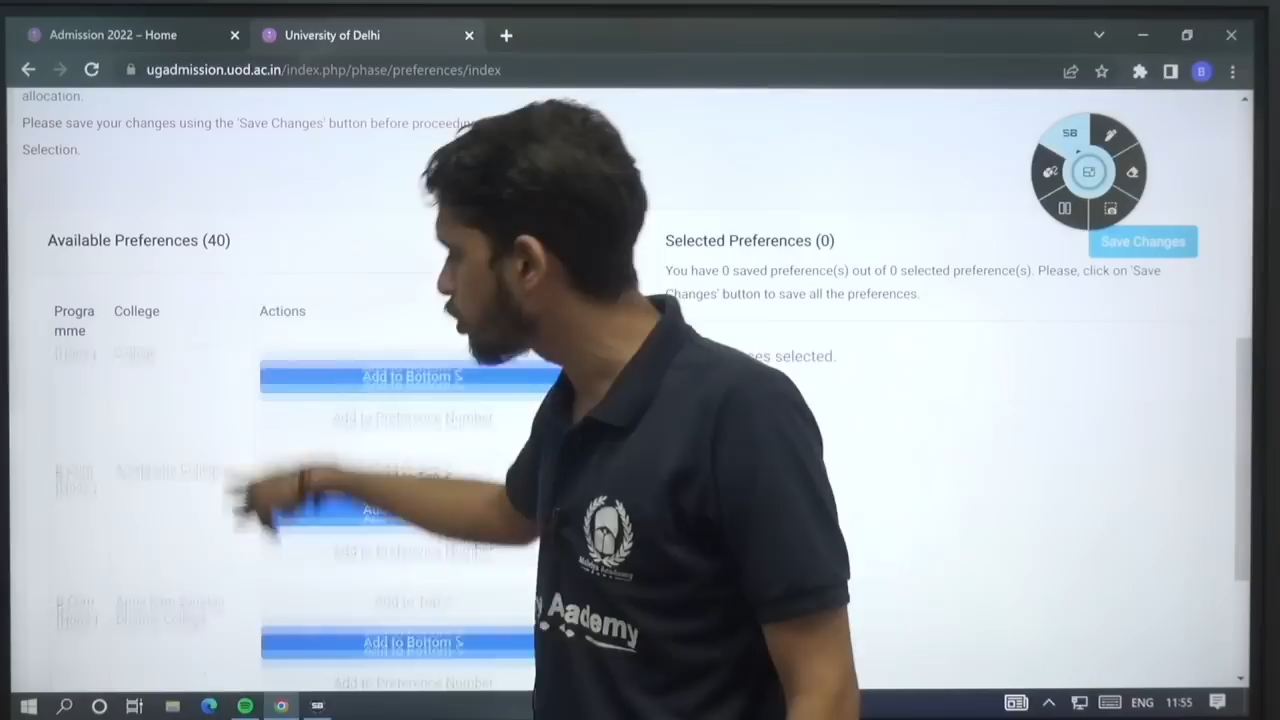 Admission 2022 – Home
University of Delhi
ugadmission.uod.ac.in/index.php/phase/preferences/index
B
allocation.
Please save your changes using the 'Save Changes' button before proceeding
Selection.
SB
Save Changes
Available Preferences (40)
Selected Preferences (0)
You have 0 saved preference(s) out of 0 selected preference(s). Please, click on 'Save
Changes' button to save all the preferences.
Progra
mme
College
Actions
selected.
Add to Bottom
Add to Preference Number
Add to Preference Number
Add to Top
Add to Bottom
Add to Preference Number
Academy
y Aademy
SB
ENG
11:55